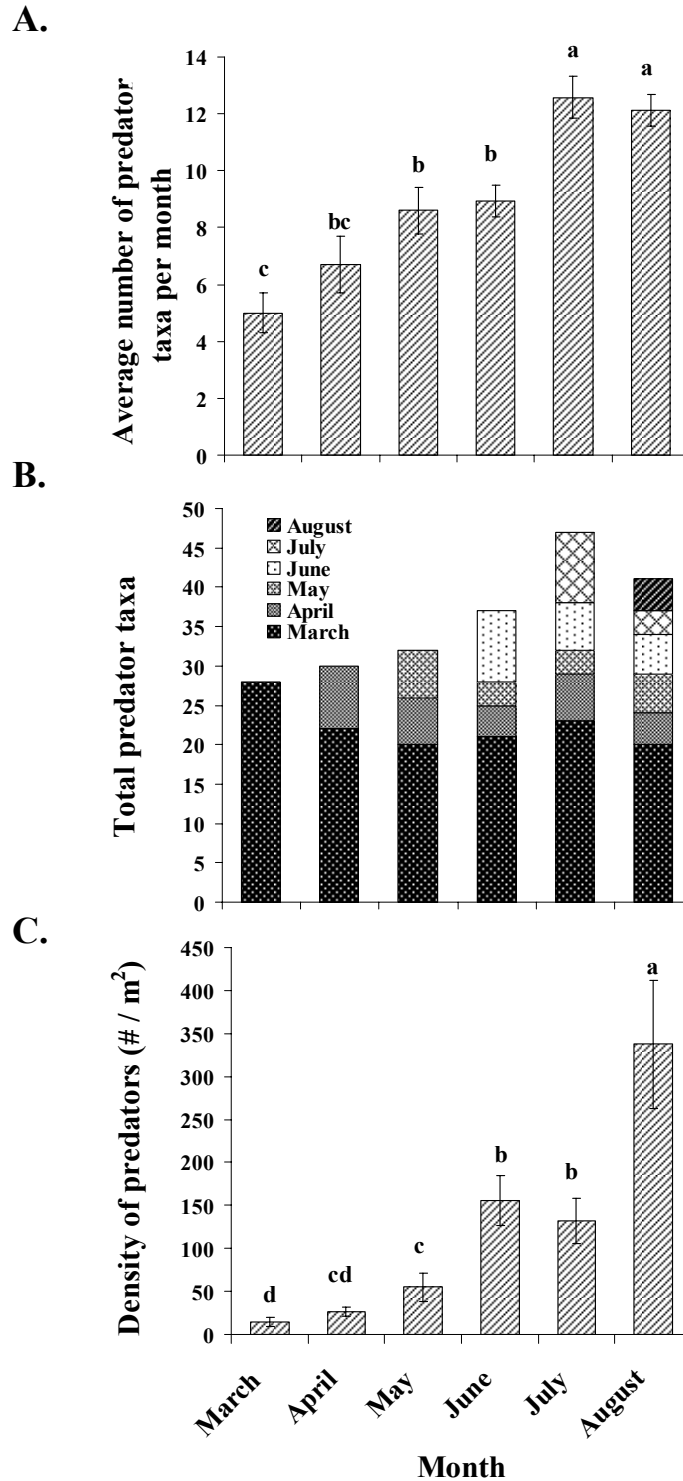 A.
Average number of predator
taxa per month
14
12
10
8
6
4
2
0
c
bc
b
b
a
a
B.
Total predator taxa
50
45
40
35
30
25
20
15
10
5
0
August
July
June
May
April
March
C.
Density of predators (# / m²)
450
400
350
300
250
200
150
100
50
0
d
cd
c
b
b
a
March
April
May
June
July
August
Month